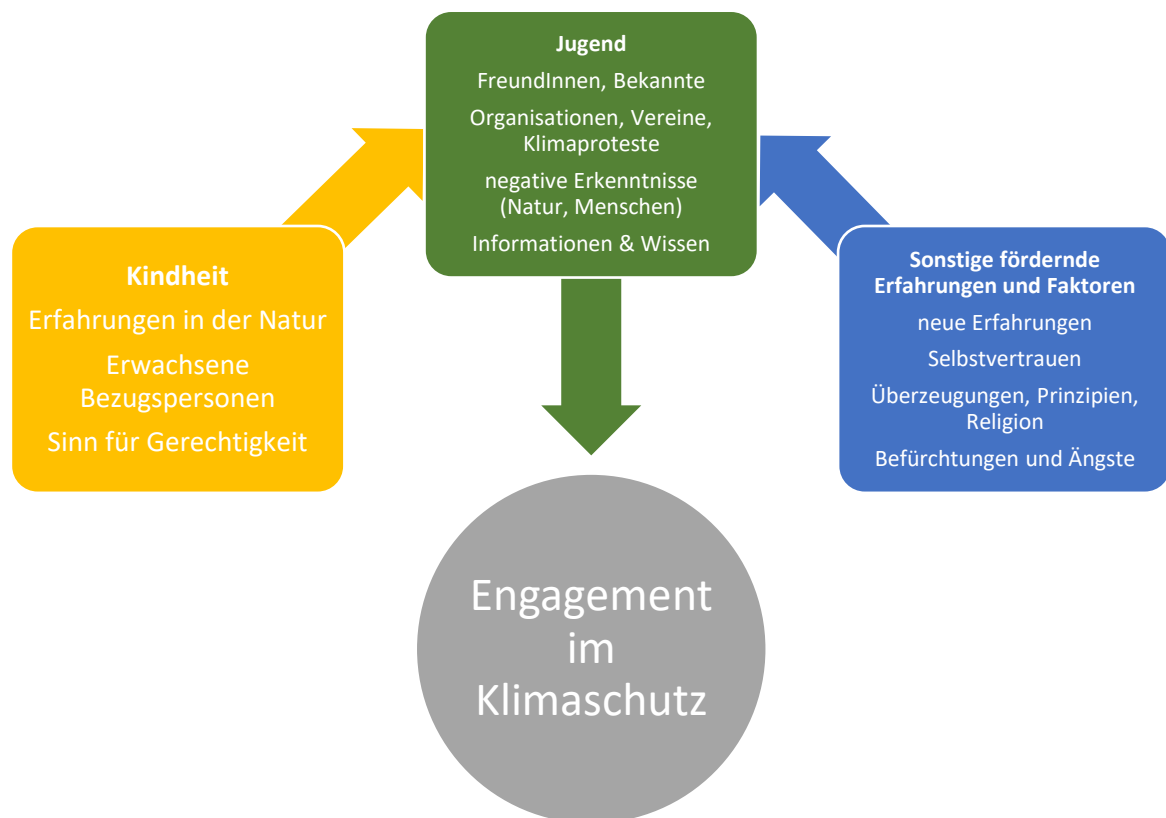 Jugend
FreundInnen, Bekannte
Organisationen, Vereine,
Klimaproteste
negative Erkenntnisse
(Natur, Menschen)
Informationen & Wissen
Kindheit
Erfahrungen in der Natur
Erwachsene
Bezugspersonen
Sinn für Gerechtigkeit
Sonstige fördernde
Erfahrungen und Faktoren
neue Erfahrungen
Selbstvertrauen
Überzeugungen, Prinzipien,
Religion
Befürchtungen und Ängste
Engagement
im
Klimaschutz